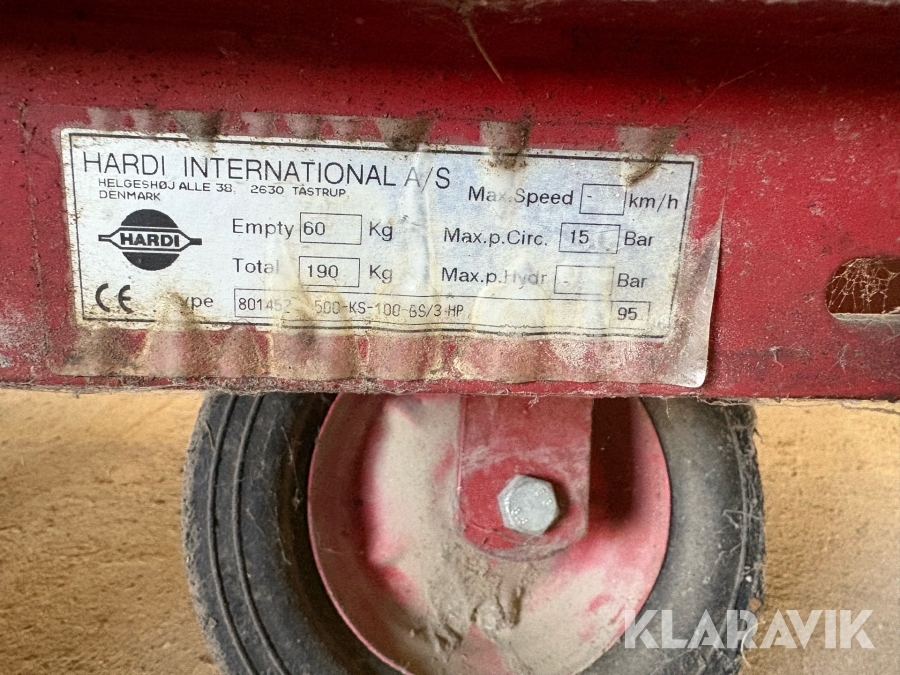 HARDI INTERNATIONAL A/S
HELGESHØJ ALLE 38, 2630 TÅSTRUP
DENMARK
Max.Speed - km/h
HARDI
Empty 60 Kg
Max.p.Circ. 15 Bar
Total 190 Kg
Max.p.Hydr - Bar
CE Type 801452 500-KS-100-GS/3-HP 95
KLARAVIK